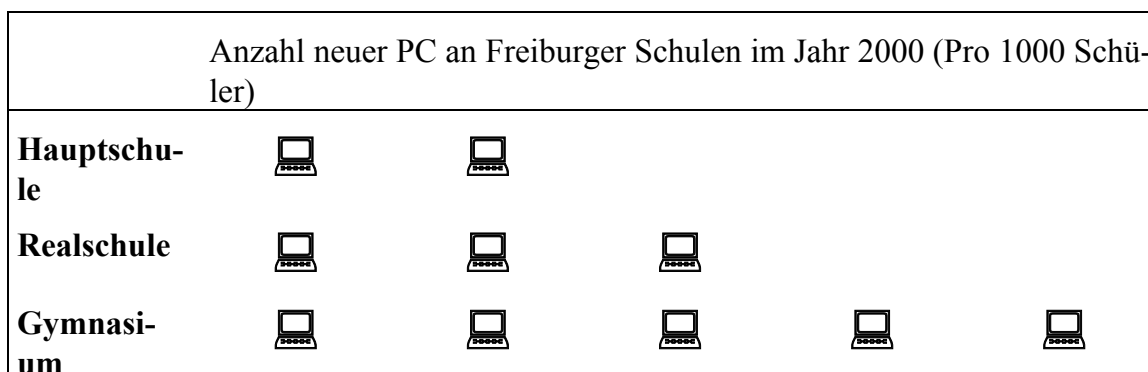 Anzahl neuer PC an Freiburger Schulen im Jahr 2000 (Pro 1000 Schü-
ler)
Hauptschu-
le
Realschule
Gymnasi-
um